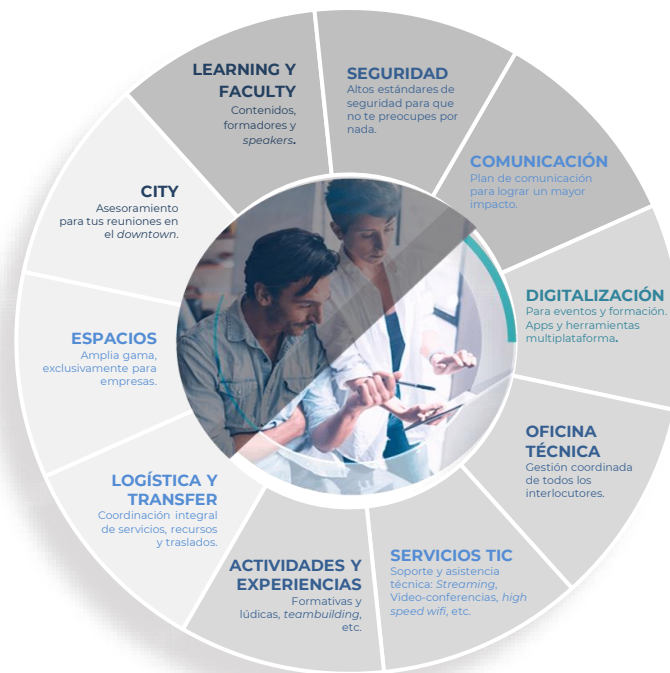 LEARNING Y
FACULTY
Contenidos,
formadores y
speakers.
SEGURIDAD
Altos estándares de
seguridad para que
no te preocupes por
nada.
COMUNICACIÓN
Plan de comunicación
para lograr un mayor
impacto.
DIGITALIZACIÓN
Para eventos y formación.
Apps y herramientas
multiplataforma.
OFICINA
TÉCNICA
Gestión coordinada
de todos los
interlocutores.
SERVICIOS TIC
Soporte y asistencia
técnica: Streaming,
Video-conferencias, high
speed wifi, etc.
ACTIVIDADES Y
EXPERIENCIAS
Formativas y
lúdicas, teambuilding,
etc.
LOGÍSTICA Y
TRANSFER
Coordinación integral
de servicios, recursos
y traslados.
ESPACIOS
Amplia gama,
exclusivamente para
empresas.
CITY
Asesoramiento
para tus reuniones en
el downtown.